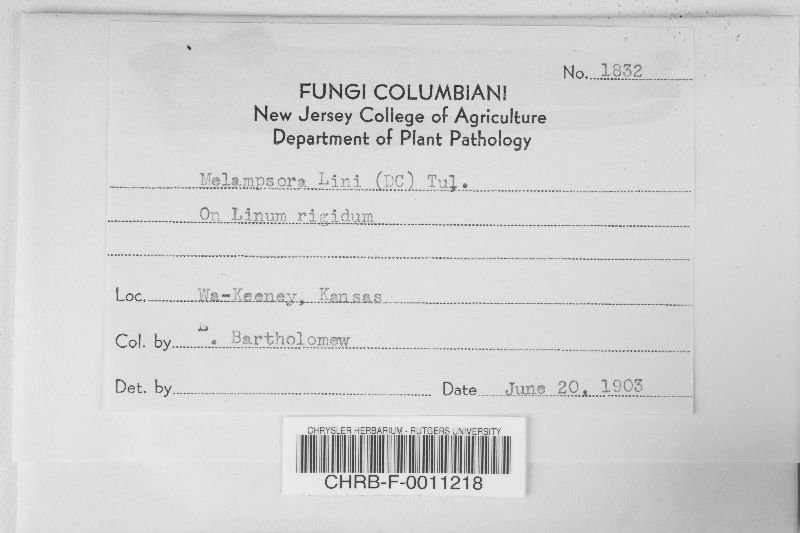 No. 1832
FUNGI COLUMBIANI
New Jersey College of Agriculture
Department of Plant Pathology
Melampsora Lini (DC) Tul.
On Linum rigidum
Loc. Wa-Keeney, Kansas
Col. by . Bartholomew
Det. by
Date June 20, 1903
CHRYSLER HERBARIUM - RUTGERS UNIVERSITY
CHRB-F-0011218